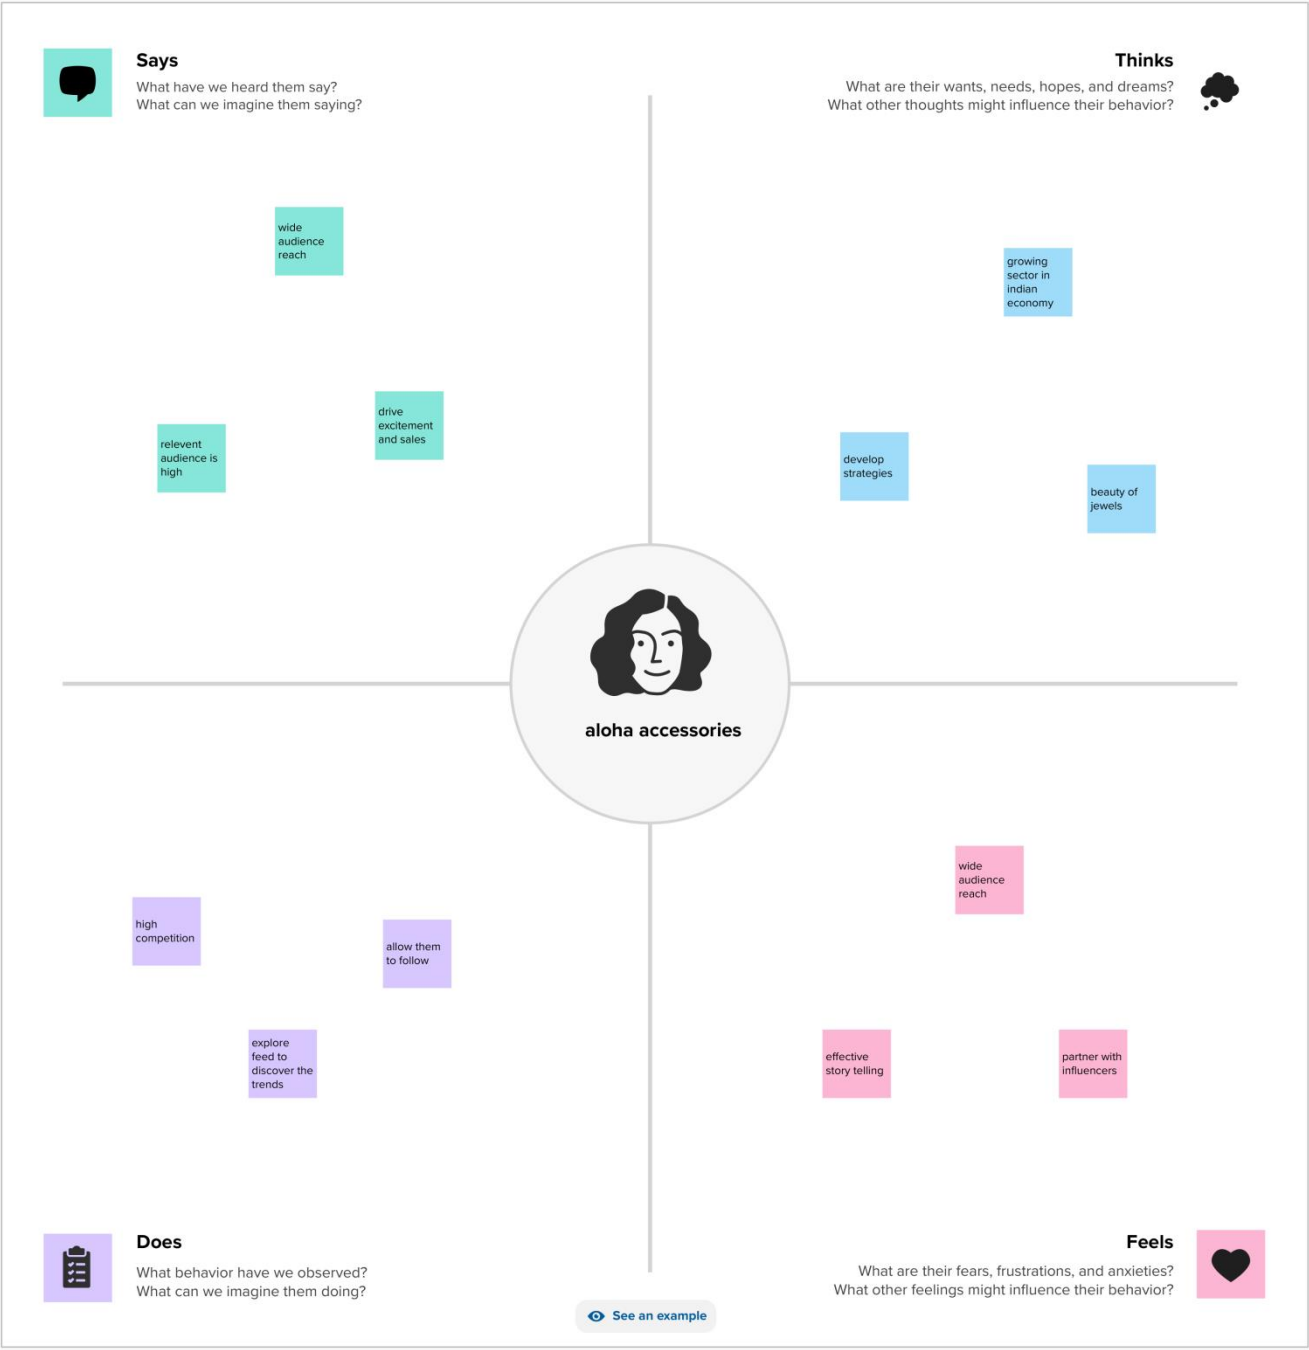 Says
What have we heard them say?
What can we imagine them saying?
Thinks
What are their wants, needs, hopes, and dreams?
What other thoughts might influence their behavior?
wide
audience
reach
drive
excitement
and sales
relevent
audience is
high
growing
sector in
indian
economy
develop
strategies
beauty of
jewels
aloha accessories
high
competition
allow them
to follow
explore
feed to
discover the
trends
wide
audience
reach
effective
story telling
partner with
influencers
Does
What behavior have we observed?
What can we imagine them doing?
Feels
What are their fears, frustrations, and anxieties?
What other feelings might influence their behavior?
See an example